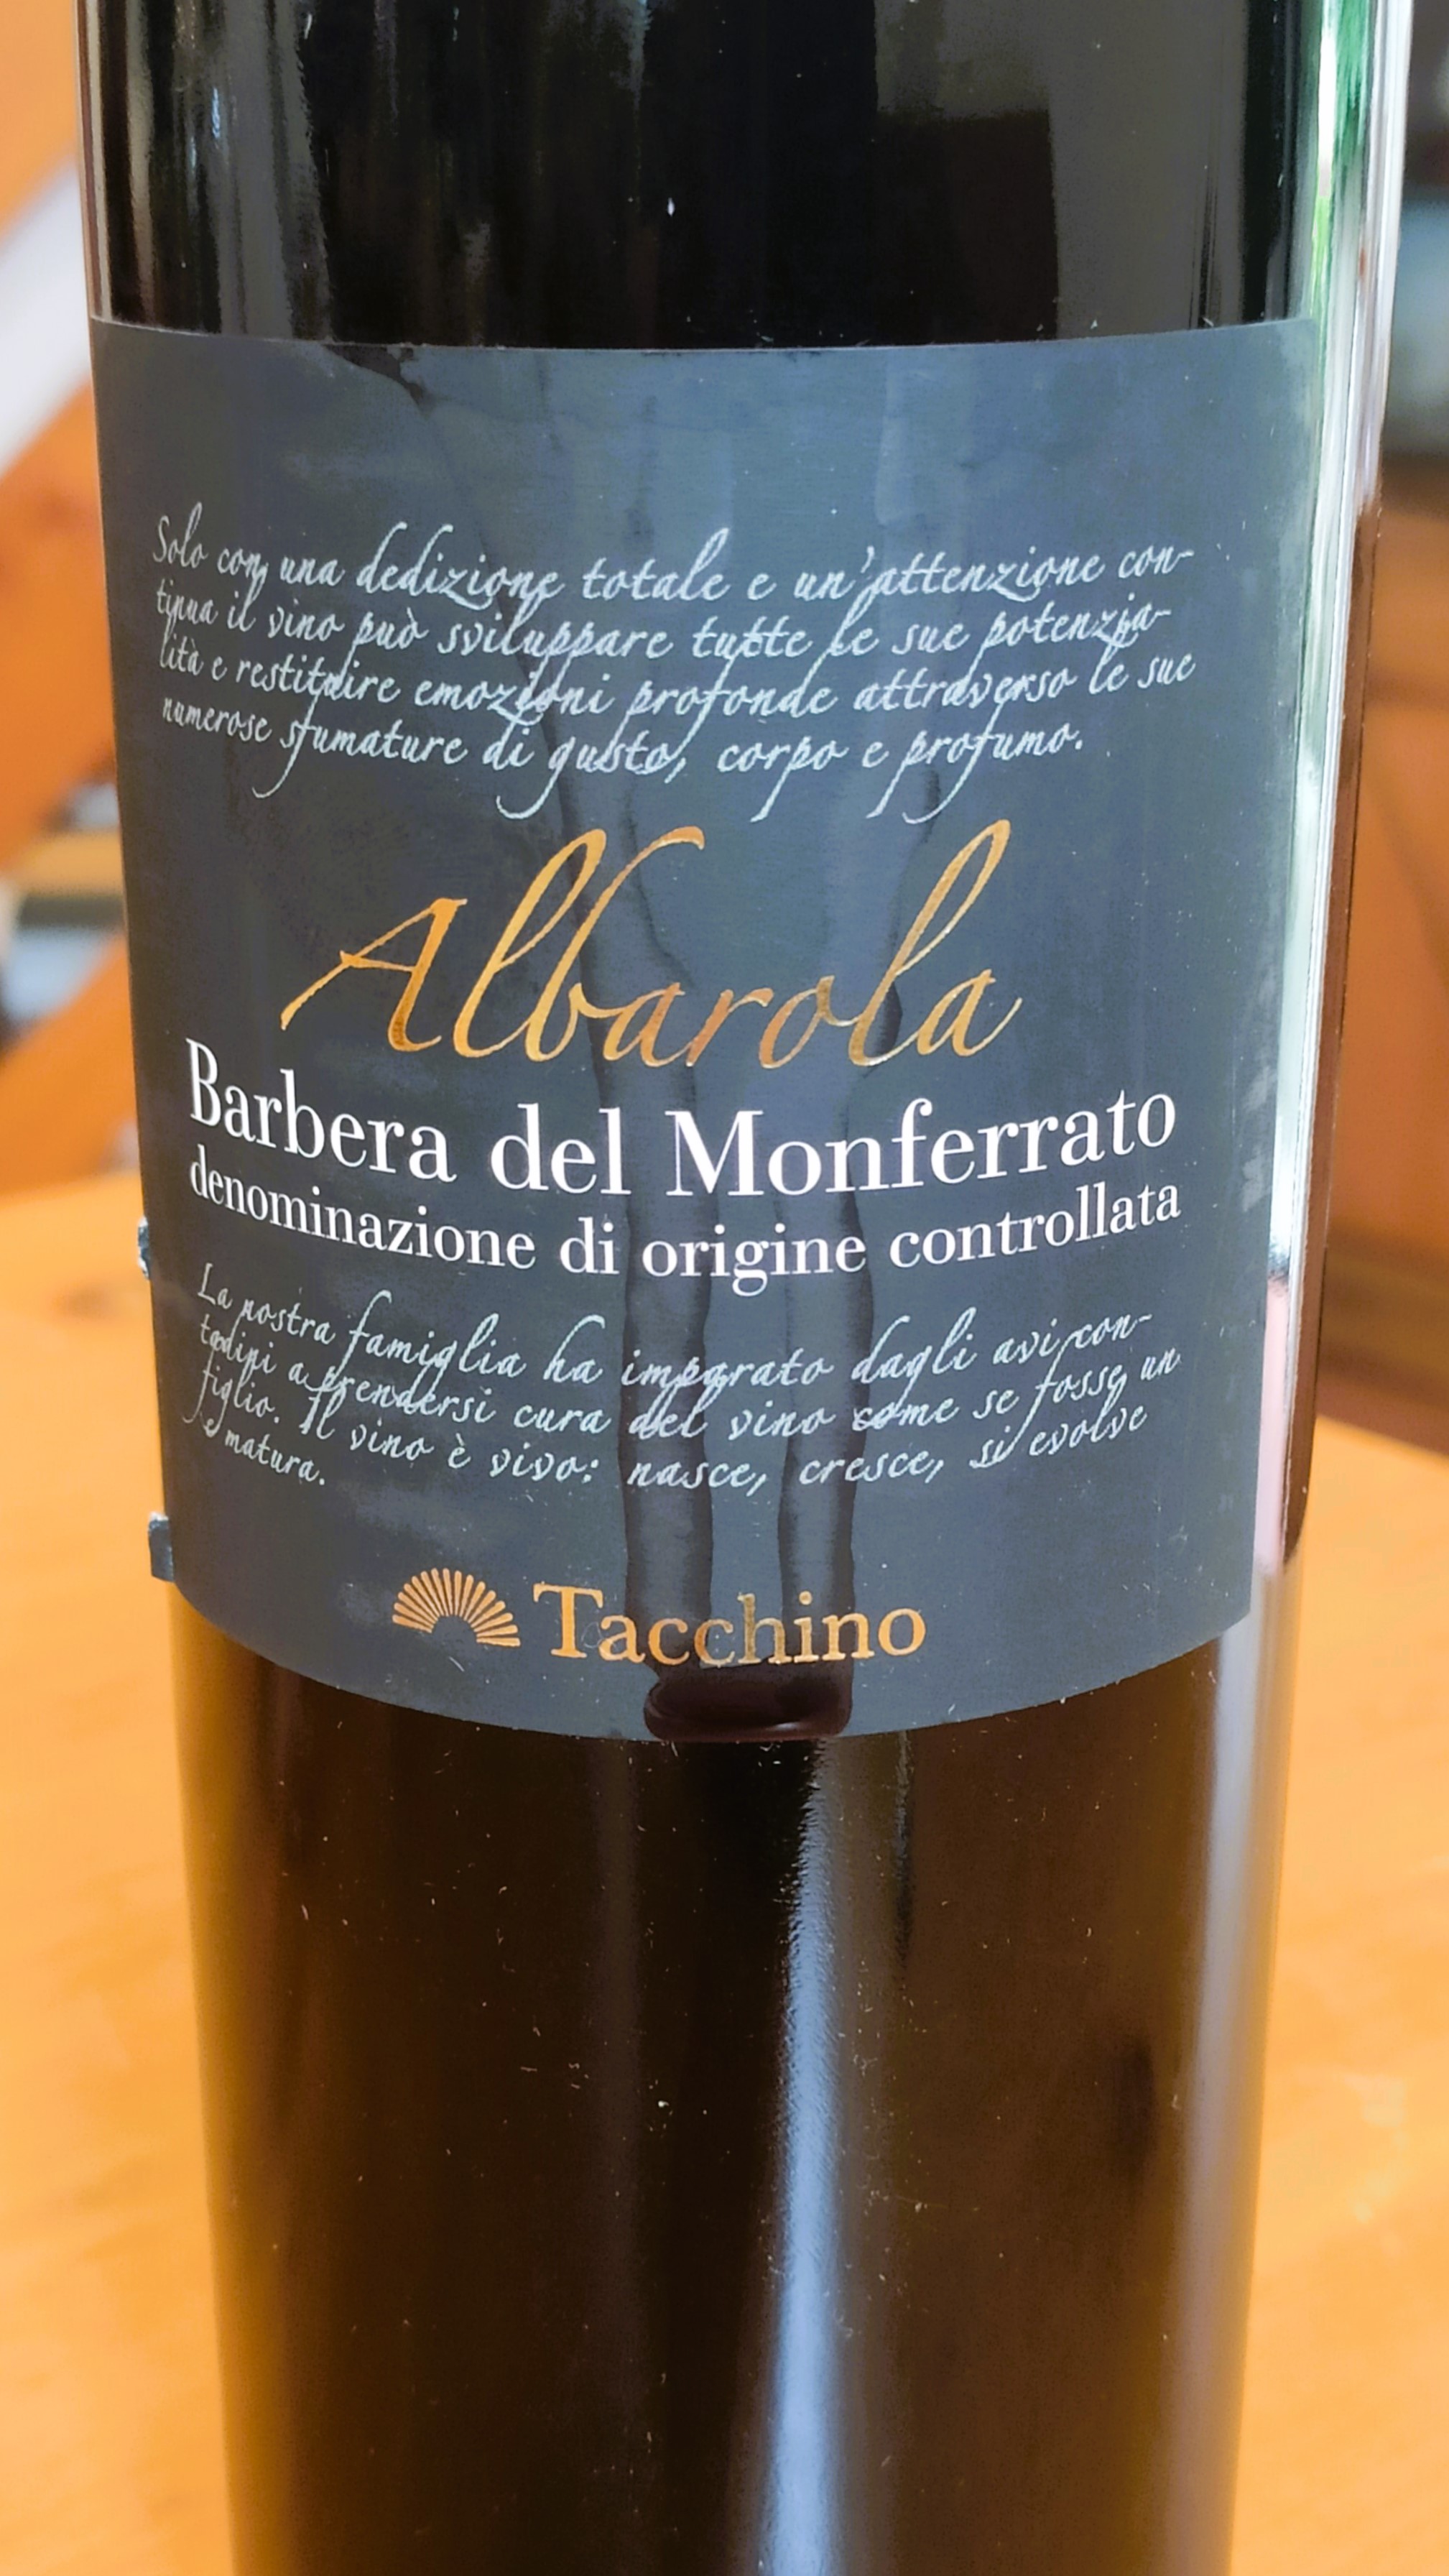 Solo con una dedizione totale e un'attenzione con-
tinua il vino può sviluppare tutte le sue potenzia-
lità e restituire emozioni profonde attraverso le sue
numerose sfumature di gusto, corpo e profumo.
Albarola
Barbera del Monferrato
denominazione di origine controllata
La nostra famiglia ha imparato dagli avi con-
tadini a prendersi cura del vino come se fosse un
figlio. Il vino è vivo: nasce, cresce, si evolve
e matura.
Tacchino